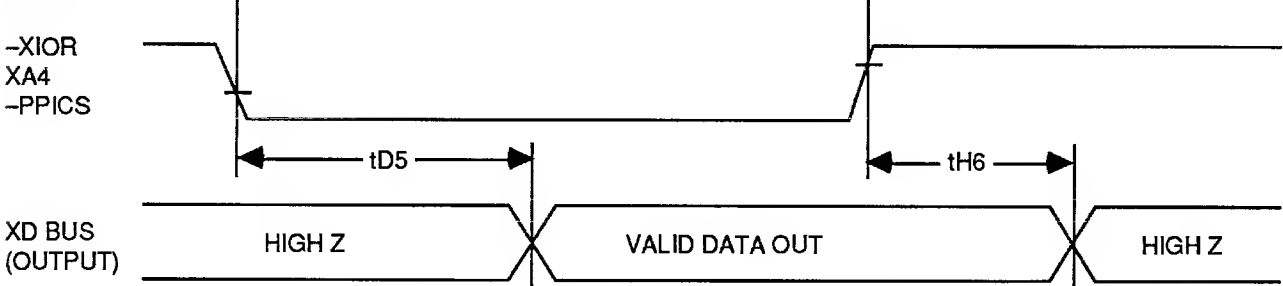 –XIOR
XA4
–PPICS
tD5
tH6
XD BUS
(OUTPUT)
HIGH Z
VALID DATA OUT
HIGH Z